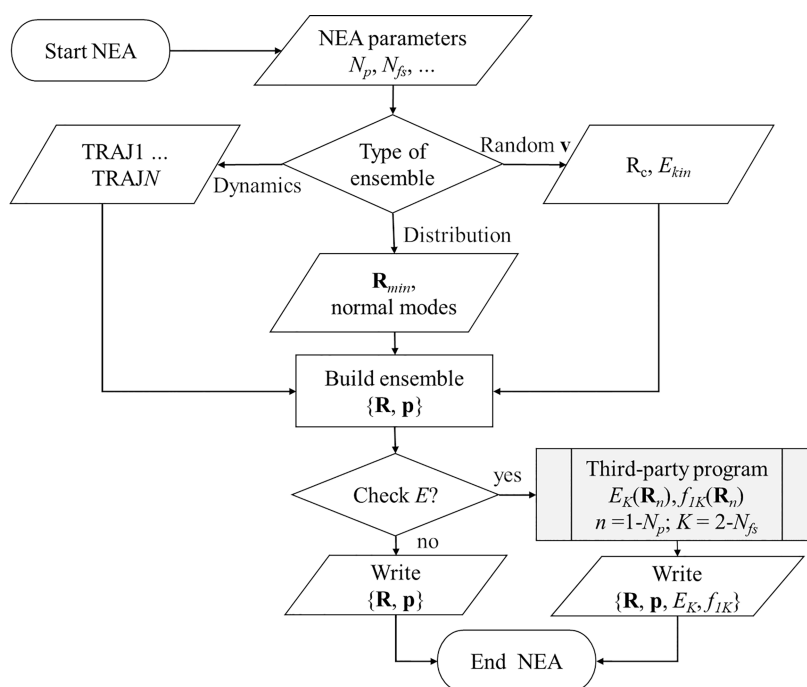 Start NEA
NEA parameters
Np, Nfs, ...
TRAJ1 ...
TRAJN
Dynamics
Type of
ensemble
Random v
Rc, Ekin
Distribution
Rmin,
normal modes
Build ensemble
{R, p}
Check E?
yes
no
Third-party program
EK(Rn), f1K(Rn)
n =1-Np; K = 2-Nfs
Write
{R, p}
Write
{R, p, EK, f1K}
End NEA